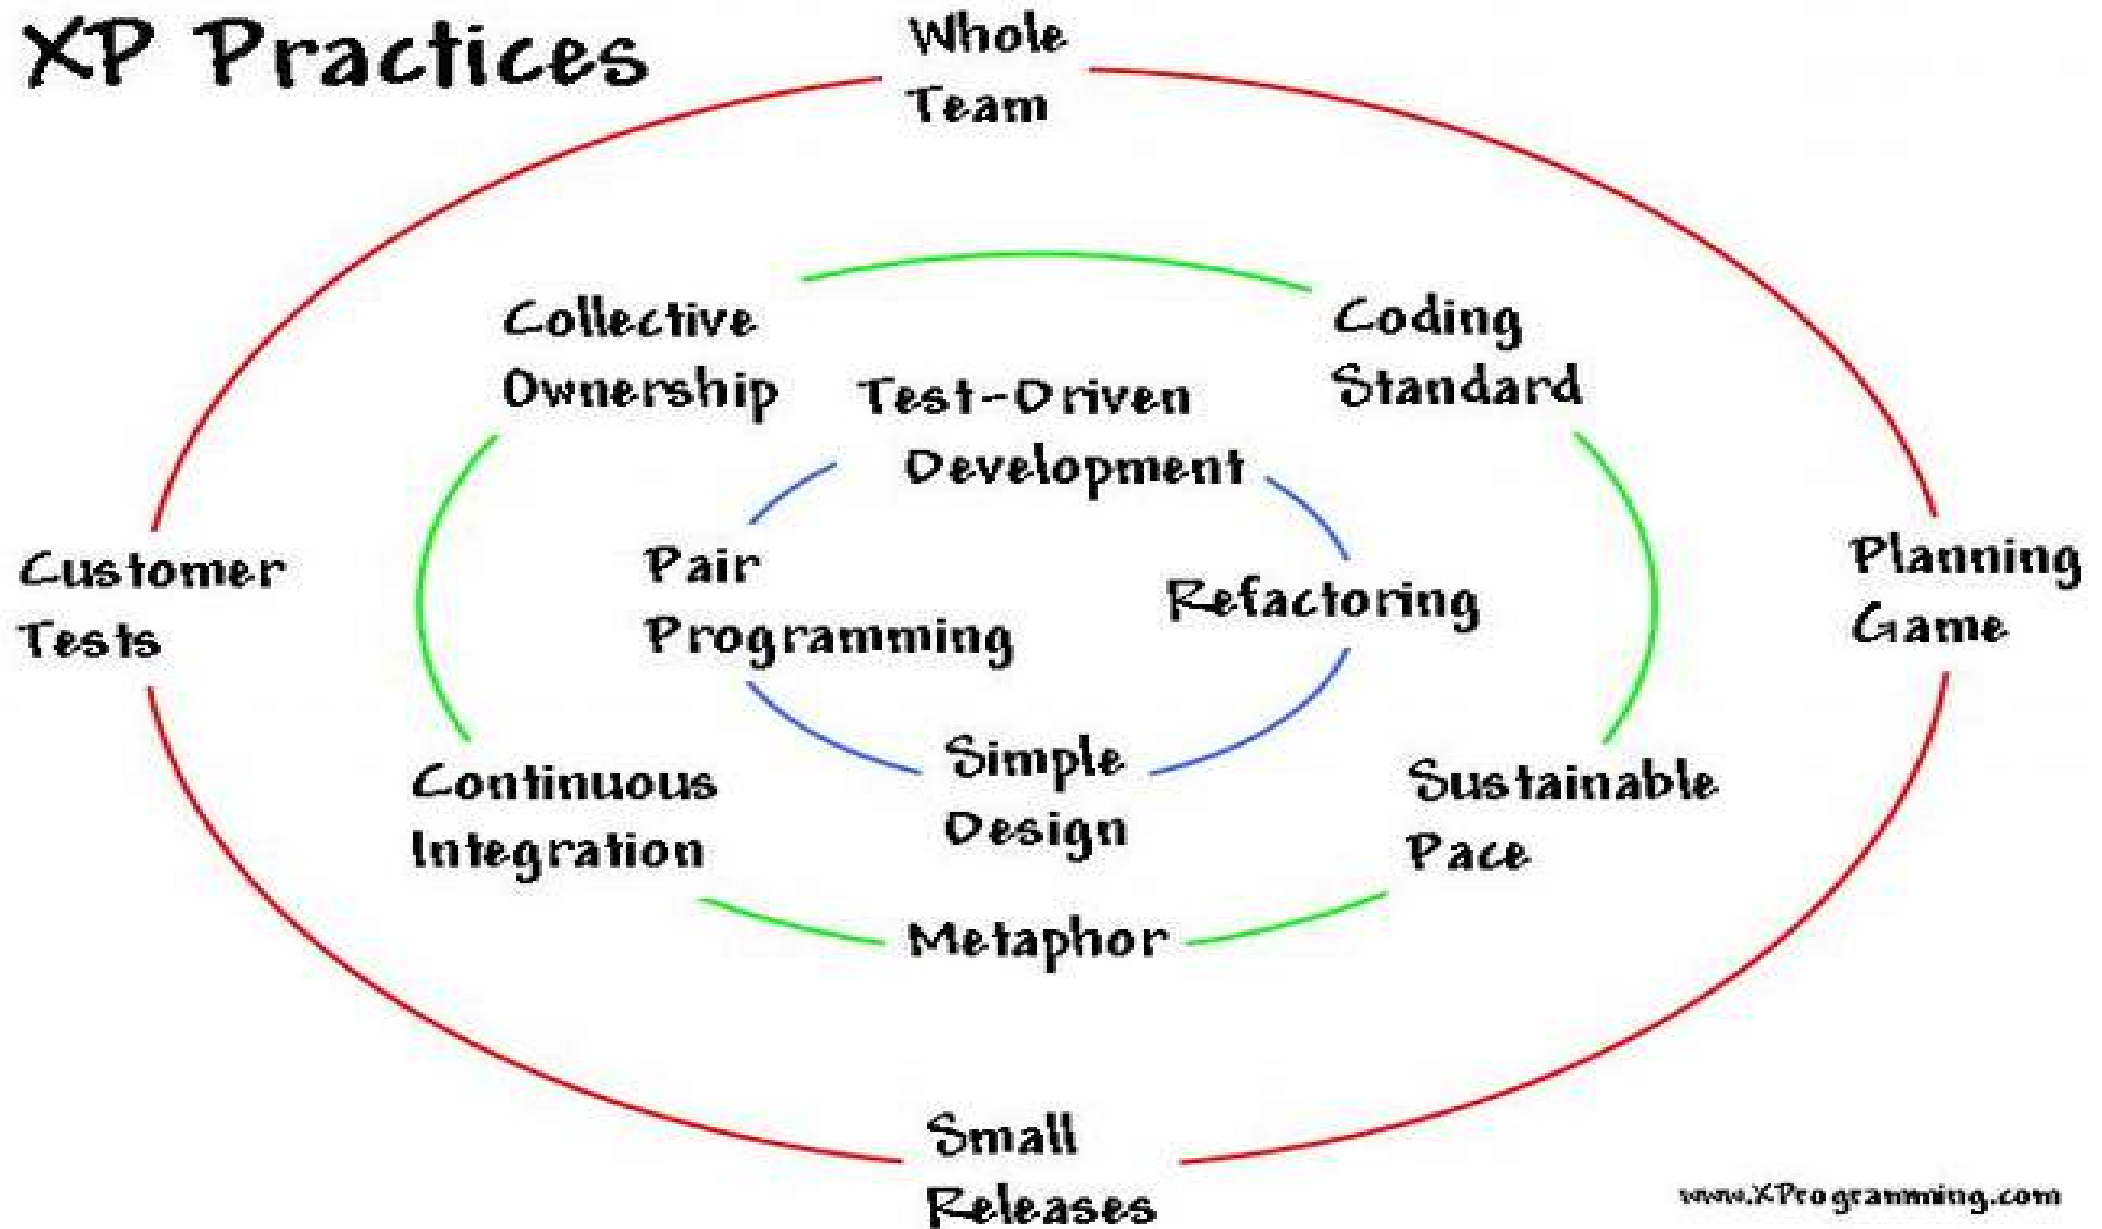 XP Practices
Whole
Team
Collective
Ownership
Coding
Standard
Test-Driven
Development
Customer
Tests
Pair
Programming
Refactoring
Planning
Game
Continuous
Integration
Simple
Design
Sustainable
Pace
Metaphor
Small
Releases
www.XProgramming.com